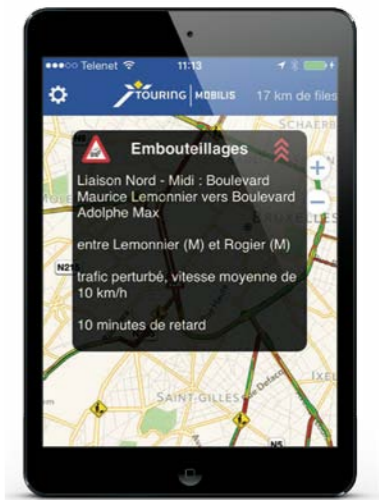 Telenet 11:13
TOURING MOBILIS 17 km de files
SCHAERB
Embouteillages
Liaison Nord - Midi : Boulevard
Maurice Lemonnier vers Boulevard
Adolphe Max
BRUXELLES
entre Lemonnier (M) et Rogier (M)
trafic perturbé, vitesse moyenne de
10 km/h
10 minutes de retard
IXEL
SAINT-GILLES
N5